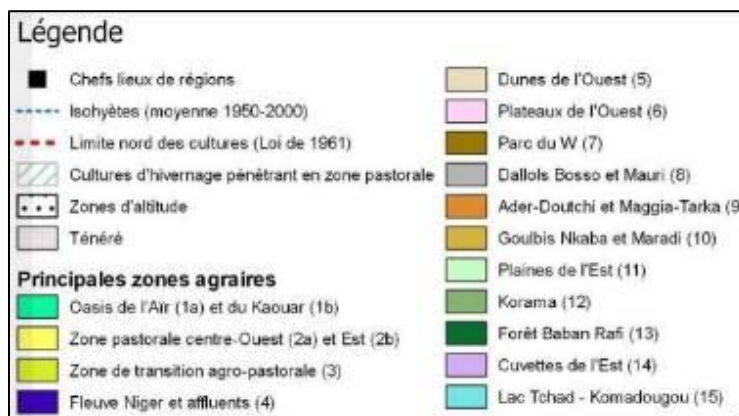 Légende
Chefs lieux de régions
Isohyètes (moyenne 1950-2000)
Limite nord des cultures (Loi de 1961)
Cultures d'hivernage pénétrant en zone pastorale
Zones d'altitude
Ténéré
Principales zones agraires
Oasis de l'Aïr (1a) et du Kaouar (1b)
Zone pastorale centre-Ouest (2a) et Est (2b)
Zone de transition agro-pastorale (3)
Fleuve Niger et affluents (4)
Dunes de l'Ouest (5)
Plateaux de l'Ouest (6)
Parc du W (7)
Dallols Bosso et Mauri (8)
Ader-Doutchi et Maggia-Tarka (9
Goulbis Nkaba et Maradi (10)
Plaines de l'Est (11)
Korama (12)
Forêt Baban Rafi (13)
Cuvettes de l'Est (14)
Lac Tchad - Komadougou (15)